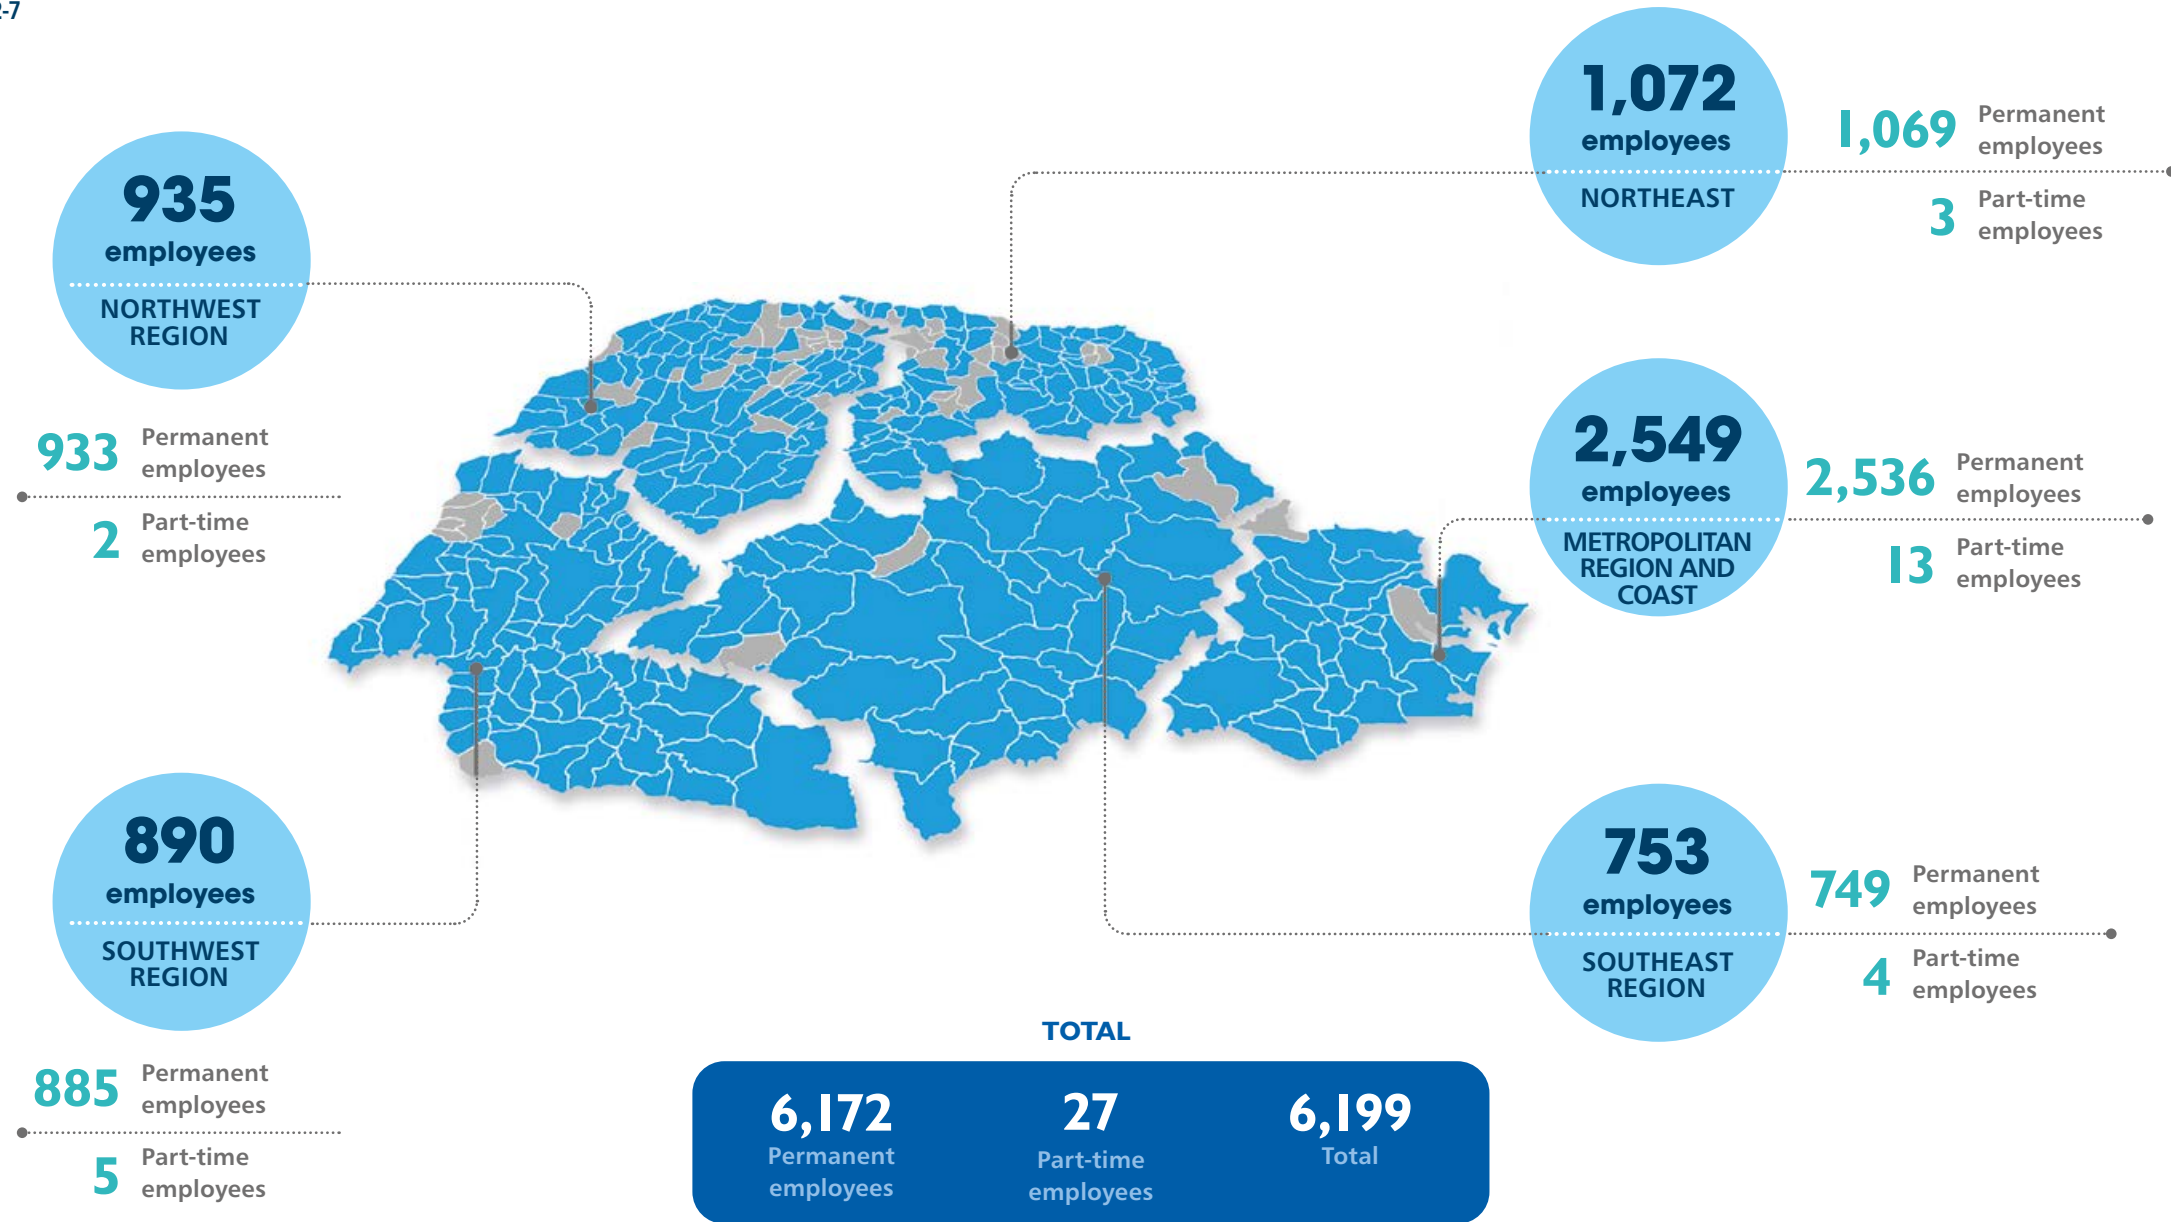 2-7
935
employees
NORTHWEST
REGION
933
Permanent
employees
2
Part-time
employees
890
employees
SOUTHWEST
REGION
885
Permanent
employees
5
Part-time
employees
1,072
employees
NORTHEAST
1,069
Permanent
employees
3
Part-time
employees
2,549
employees
METROPOLITAN
REGION AND
COAST
2,536
Permanent
employees
13
Part-time
employees
753
employees
SOUTHEAST
REGION
749
Permanent
employees
4
Part-time
employees
TOTAL
6,172
Permanent
employees
27
Part-time
employees
6,199
Total